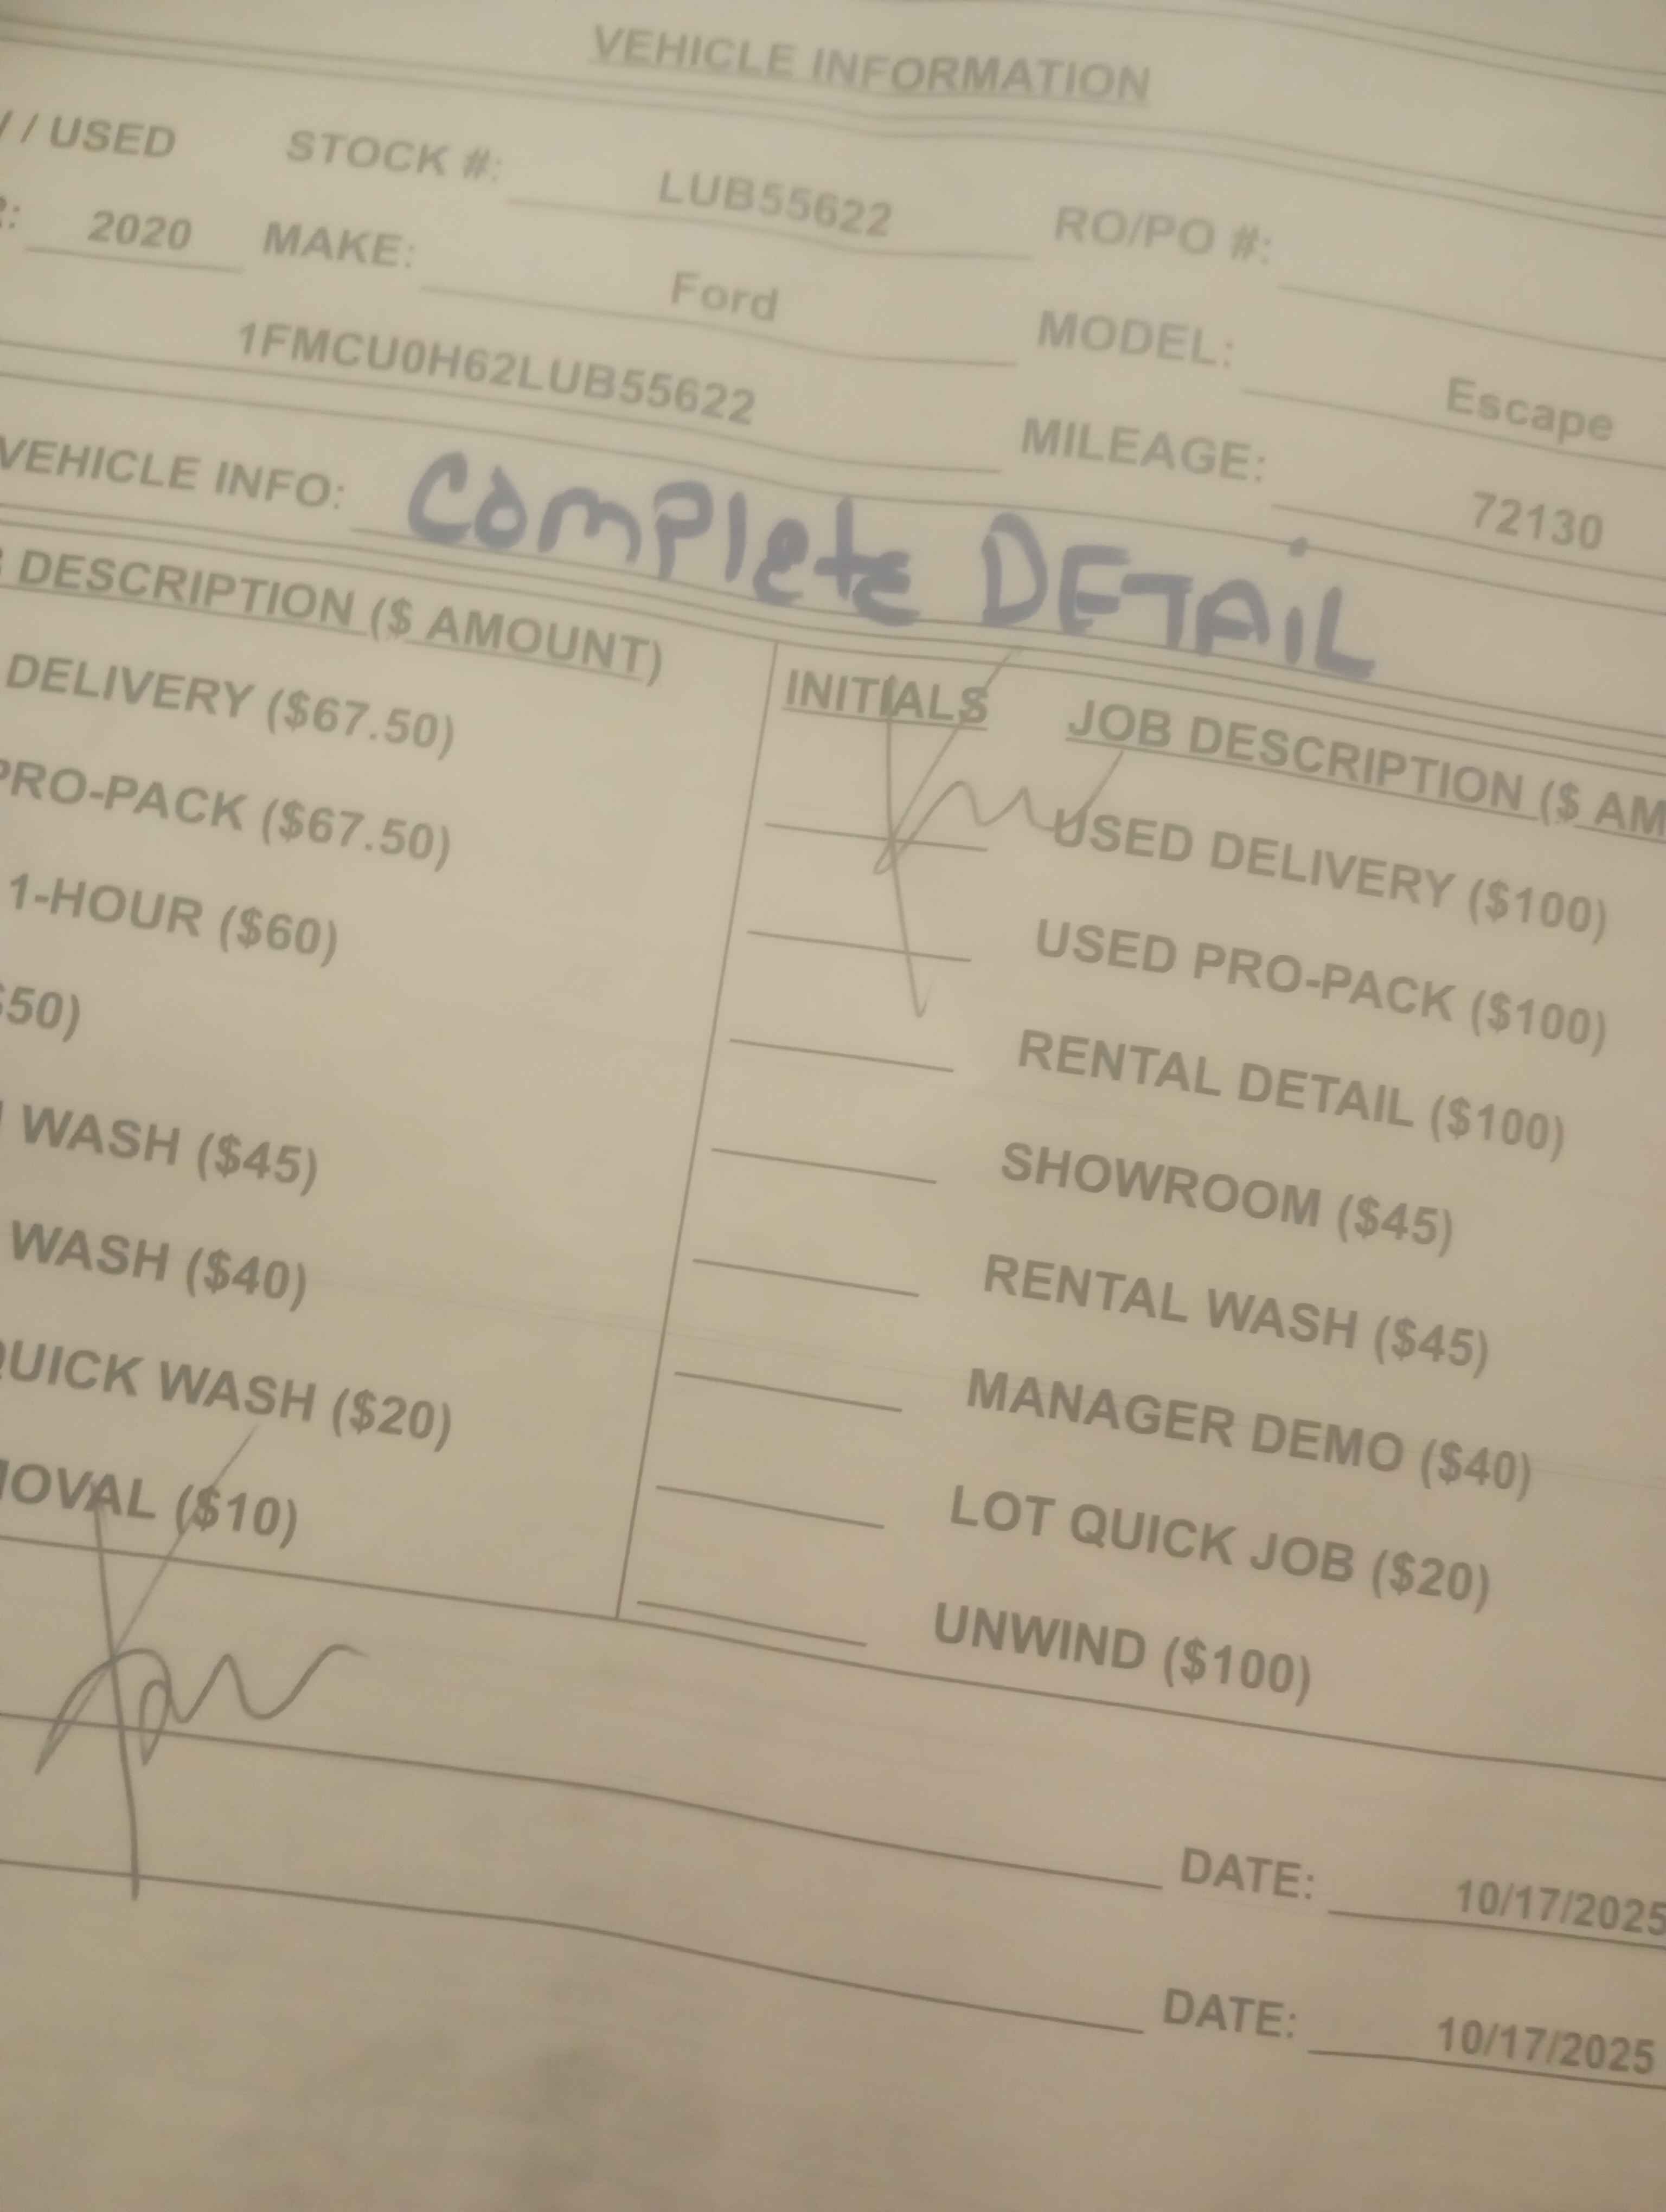 VEHICLE INFORMATION
/ USED STOCK #: LUB55622 RO/PO #:
2020 MAKE: Ford MODEL: Escape
1FMCU0H62LUB55622 MILEAGE: 72130
VEHICLE INFO: Complete DETAIL
DESCRIPTION ($ AMOUNT) INITIALS JOB DESCRIPTION ($ AM
DELIVERY ($67.50) USED DELIVERY ($100)
PRO-PACK ($67.50) USED PRO-PACK ($100)
1-HOUR ($60) RENTAL DETAIL ($100)
$50) SHOWROOM ($45)
WASH ($45) RENTAL WASH ($45)
WASH ($40) MANAGER DEMO ($40)
QUICK WASH ($20) LOT QUICK JOB ($20)
MOVAL ($10) UNWIND ($100)
DATE: 10/17/2025
DATE: 10/17/2025